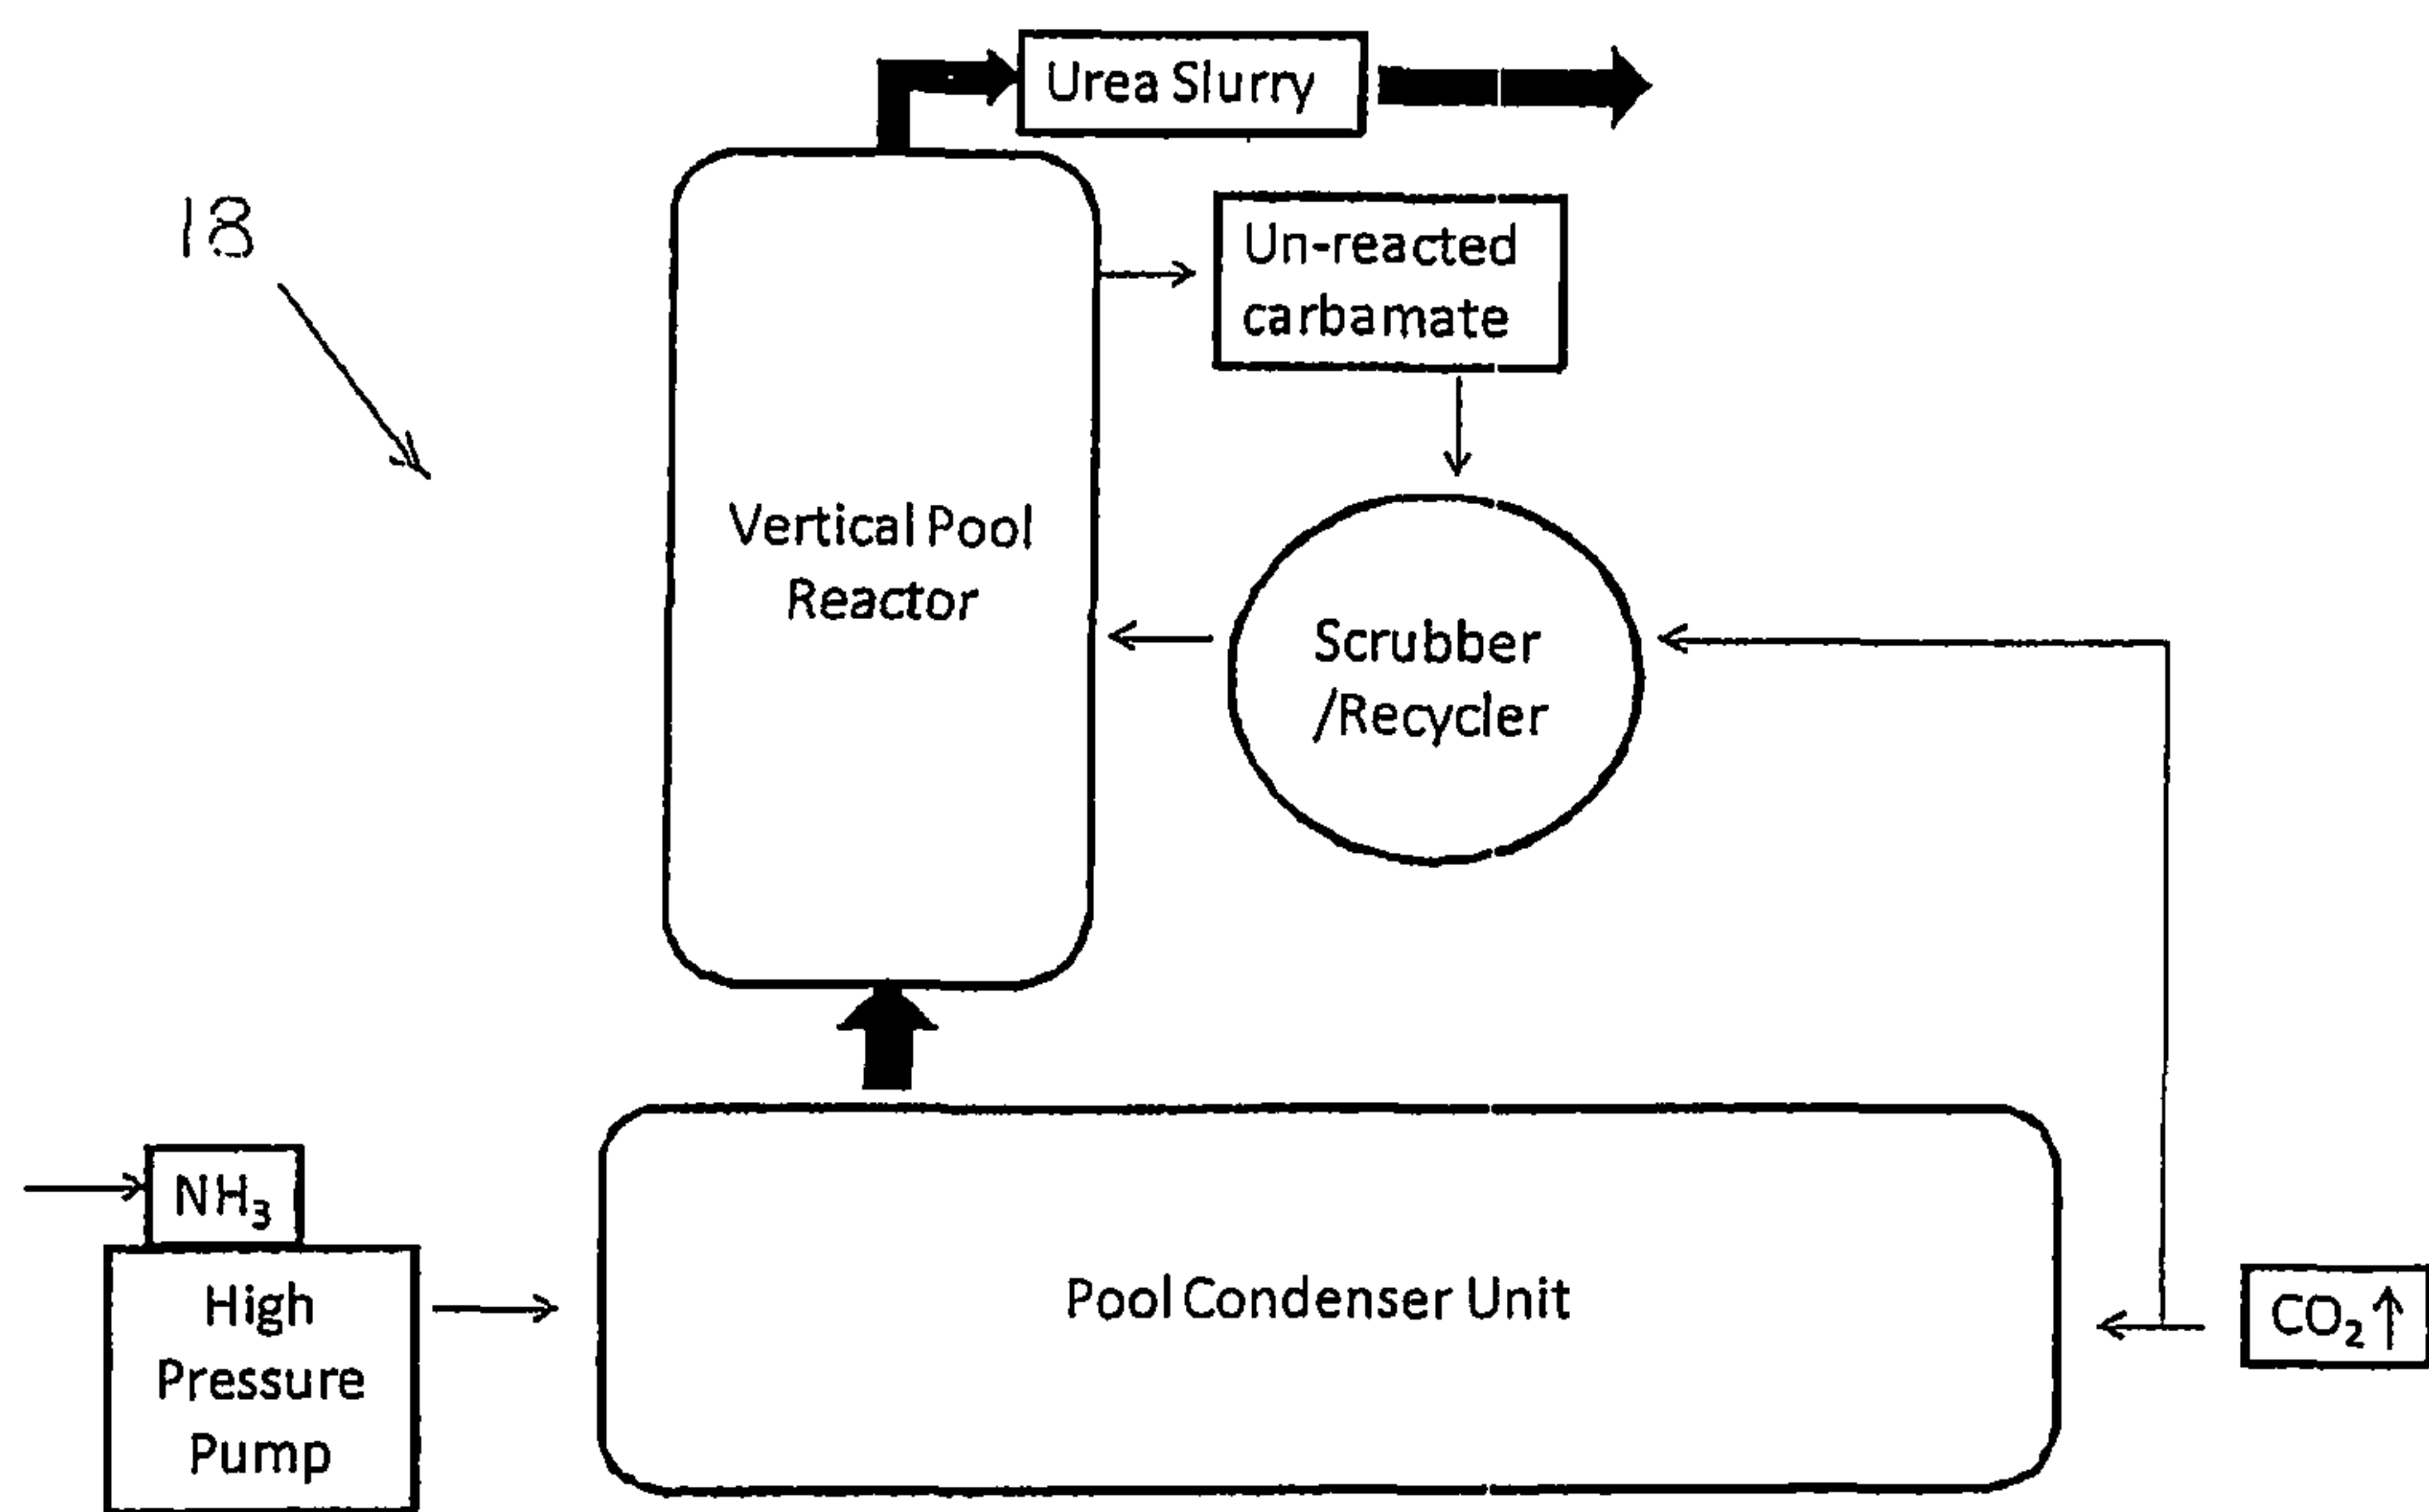 Urea Slurry
18
Un-reacted
carbamate
Vertical Pool
Reactor
Scrubber
/Recycler
NH₃
High
Pressure
Pump
Pool Condenser Unit
CO₂↑